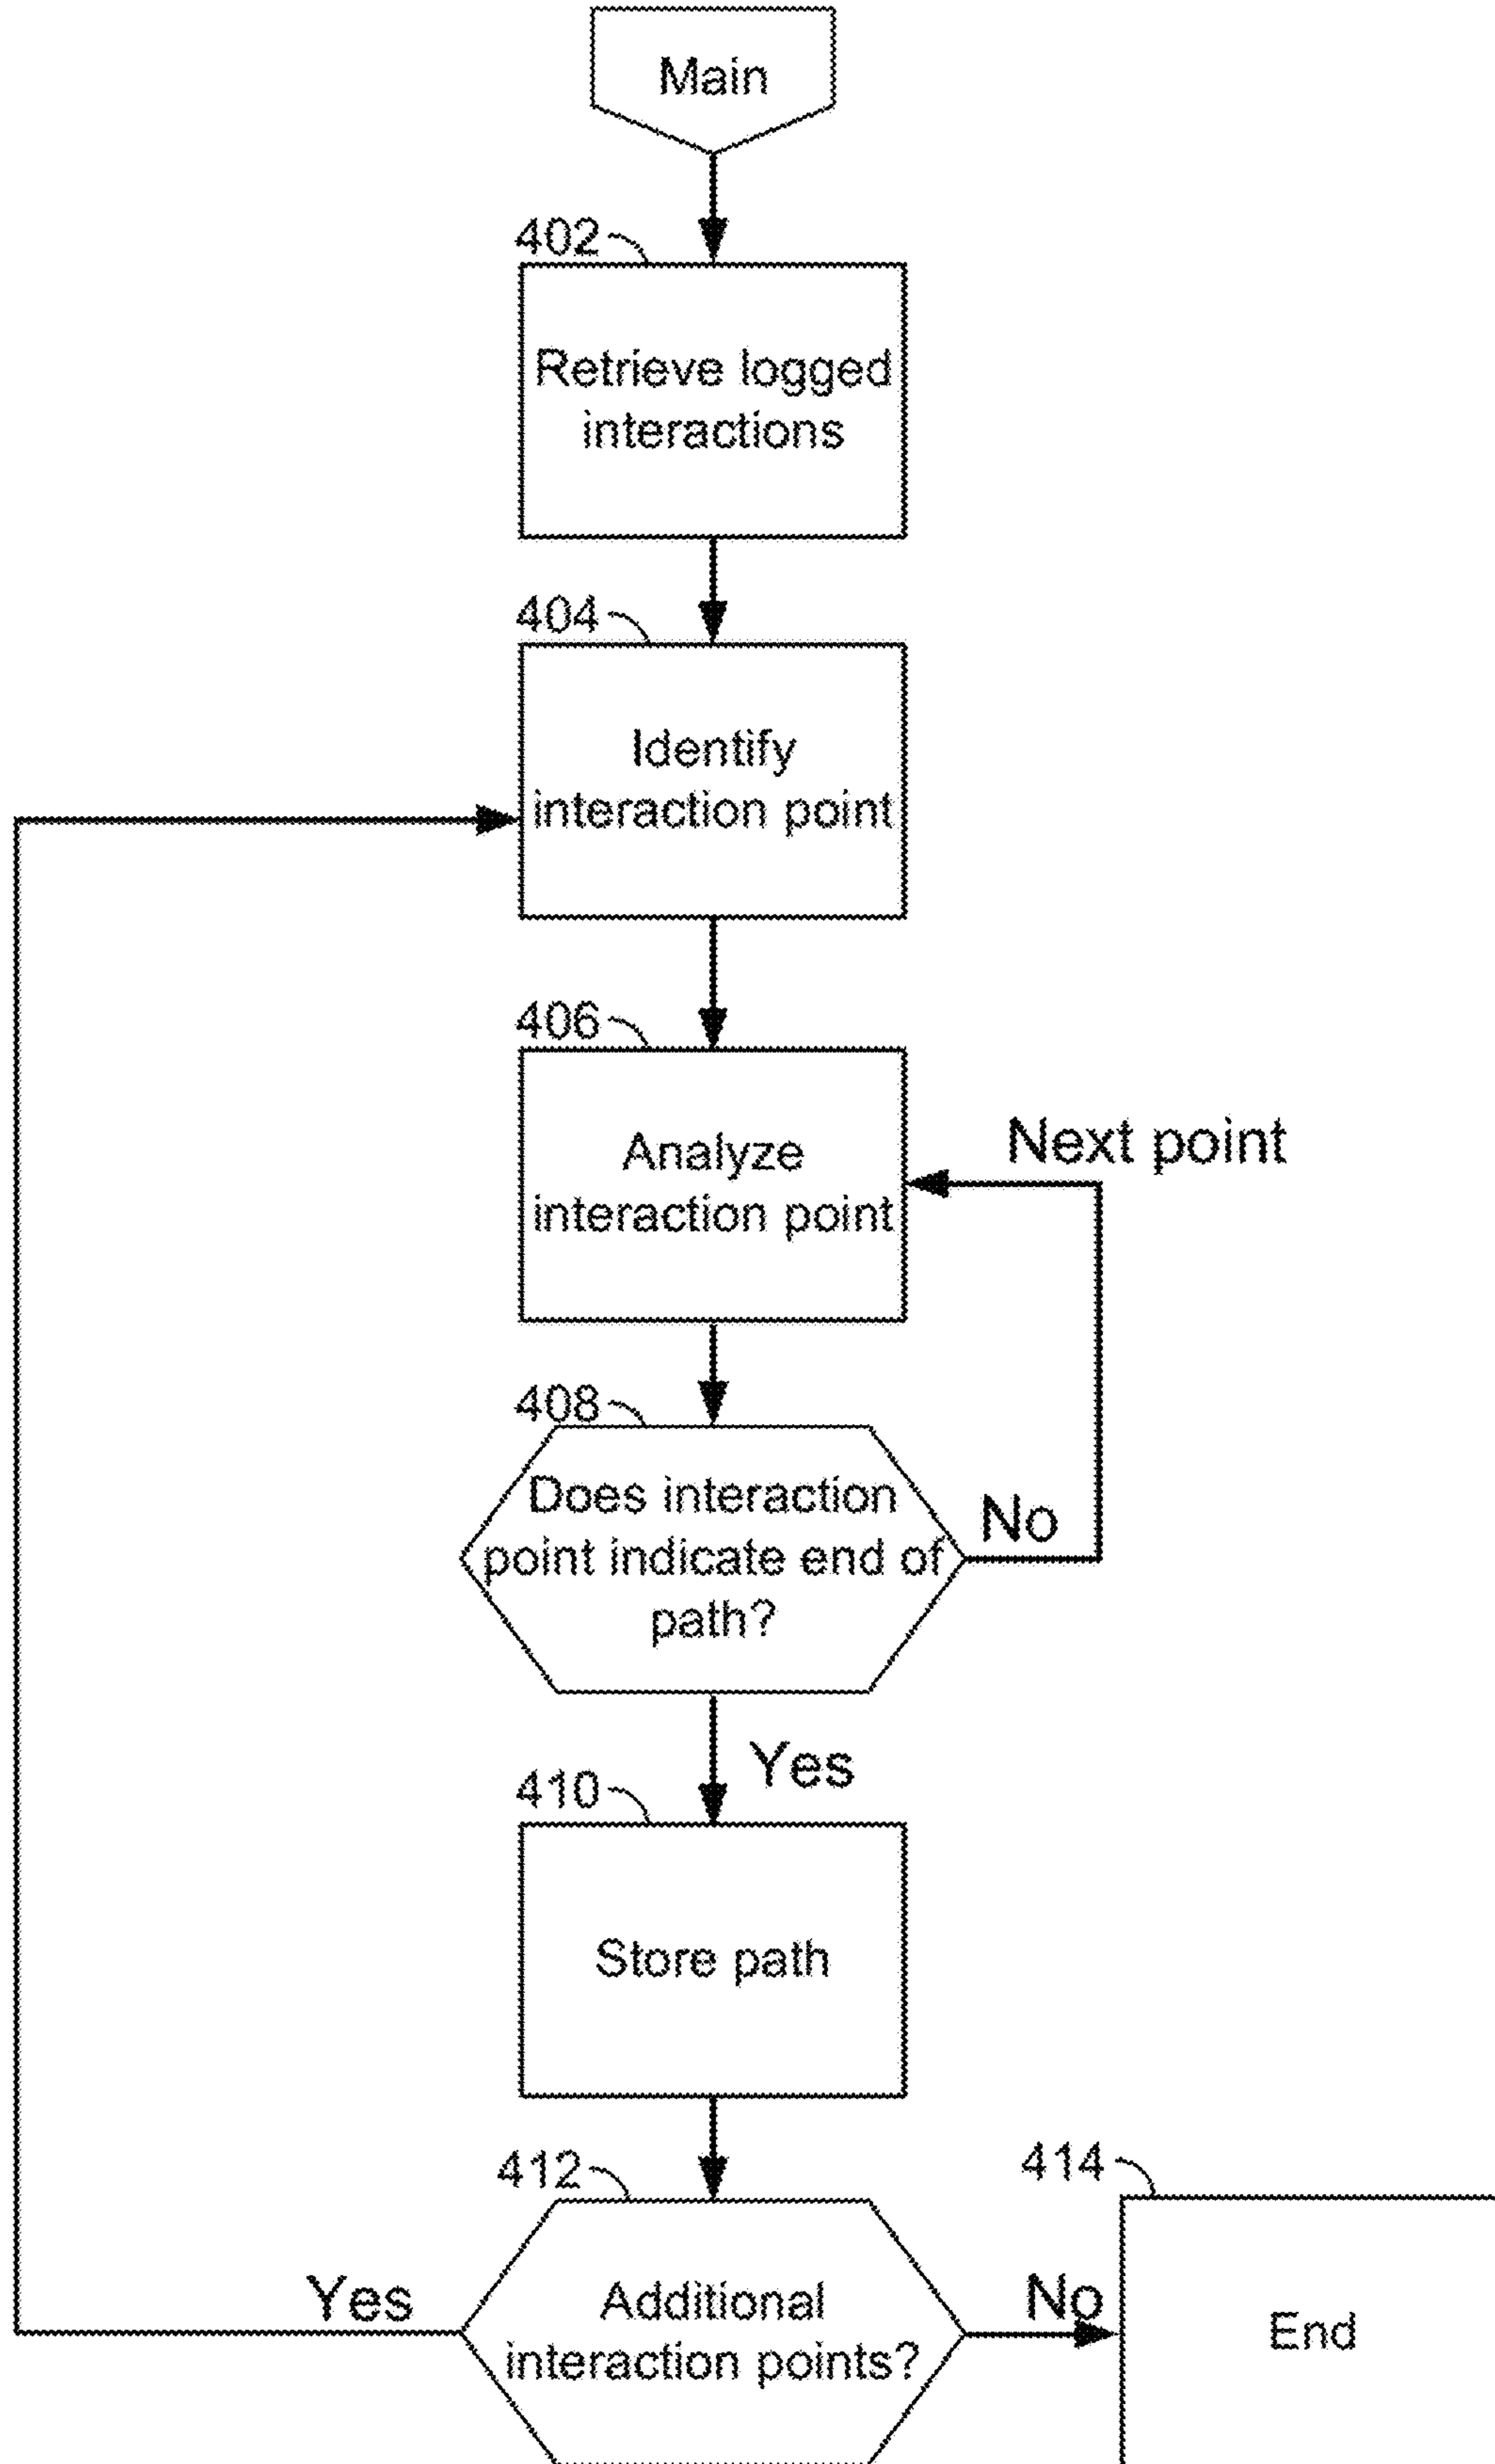 Main
402
Retrieve logged
interactions
404
Identify
interaction point
406
Analyze
interaction point
Next point
408
Does interaction
point indicate end of
path?
No
Yes
410
Store path
412
414
Additional
interaction points?
Yes
No
End